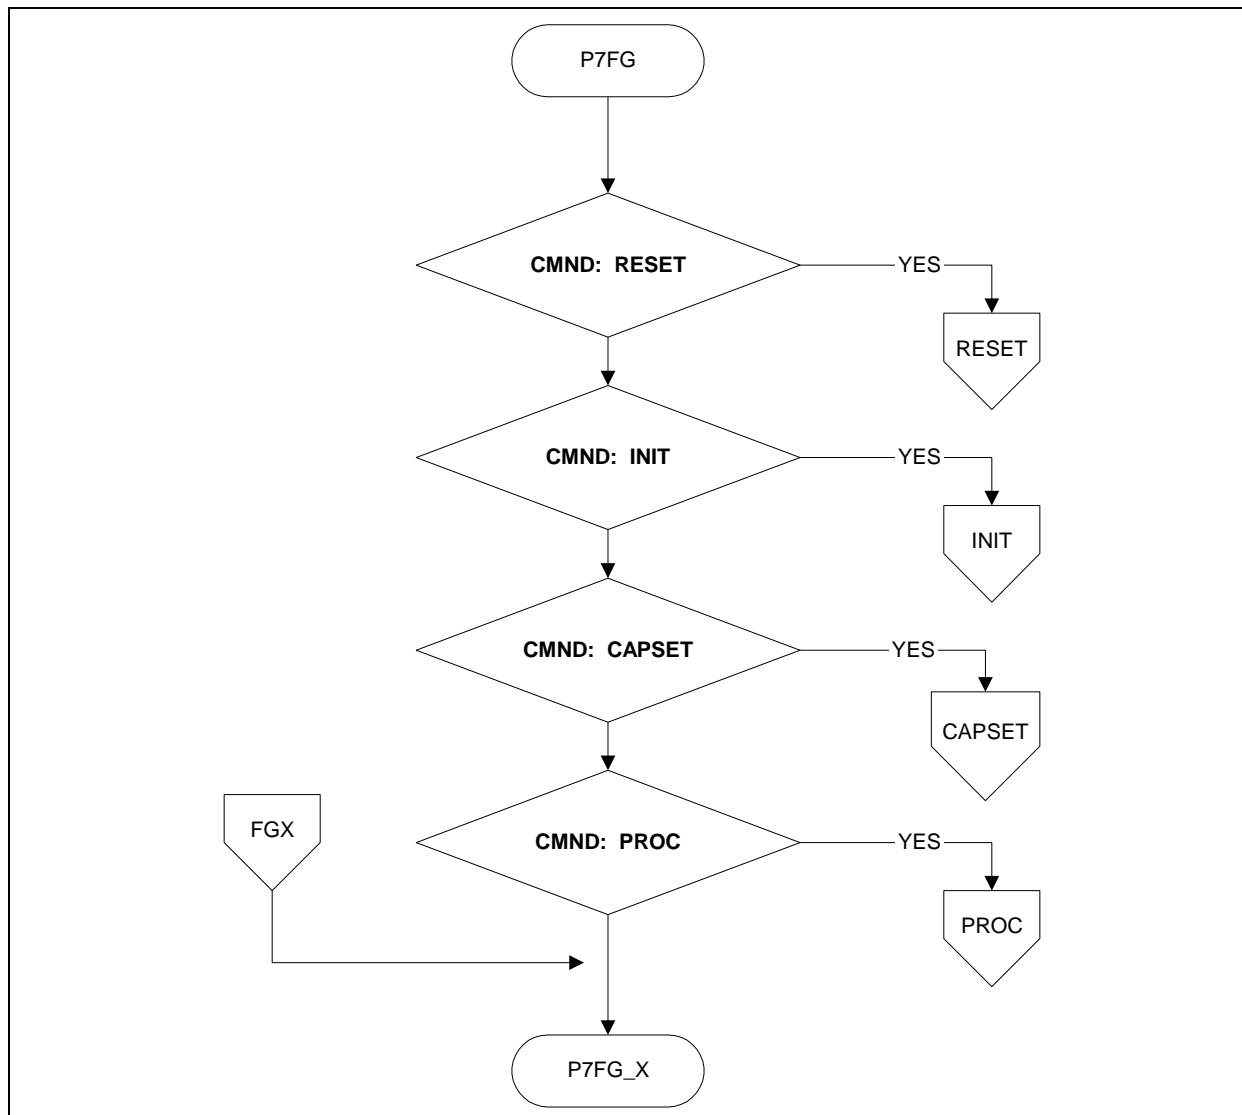 P7FG
CMND: RESET
YES
RESET
CMND: INIT
YES
INIT
CMND: CAPSET
YES
CAPSET
FGX
CMND: PROC
YES
PROC
P7FG_X